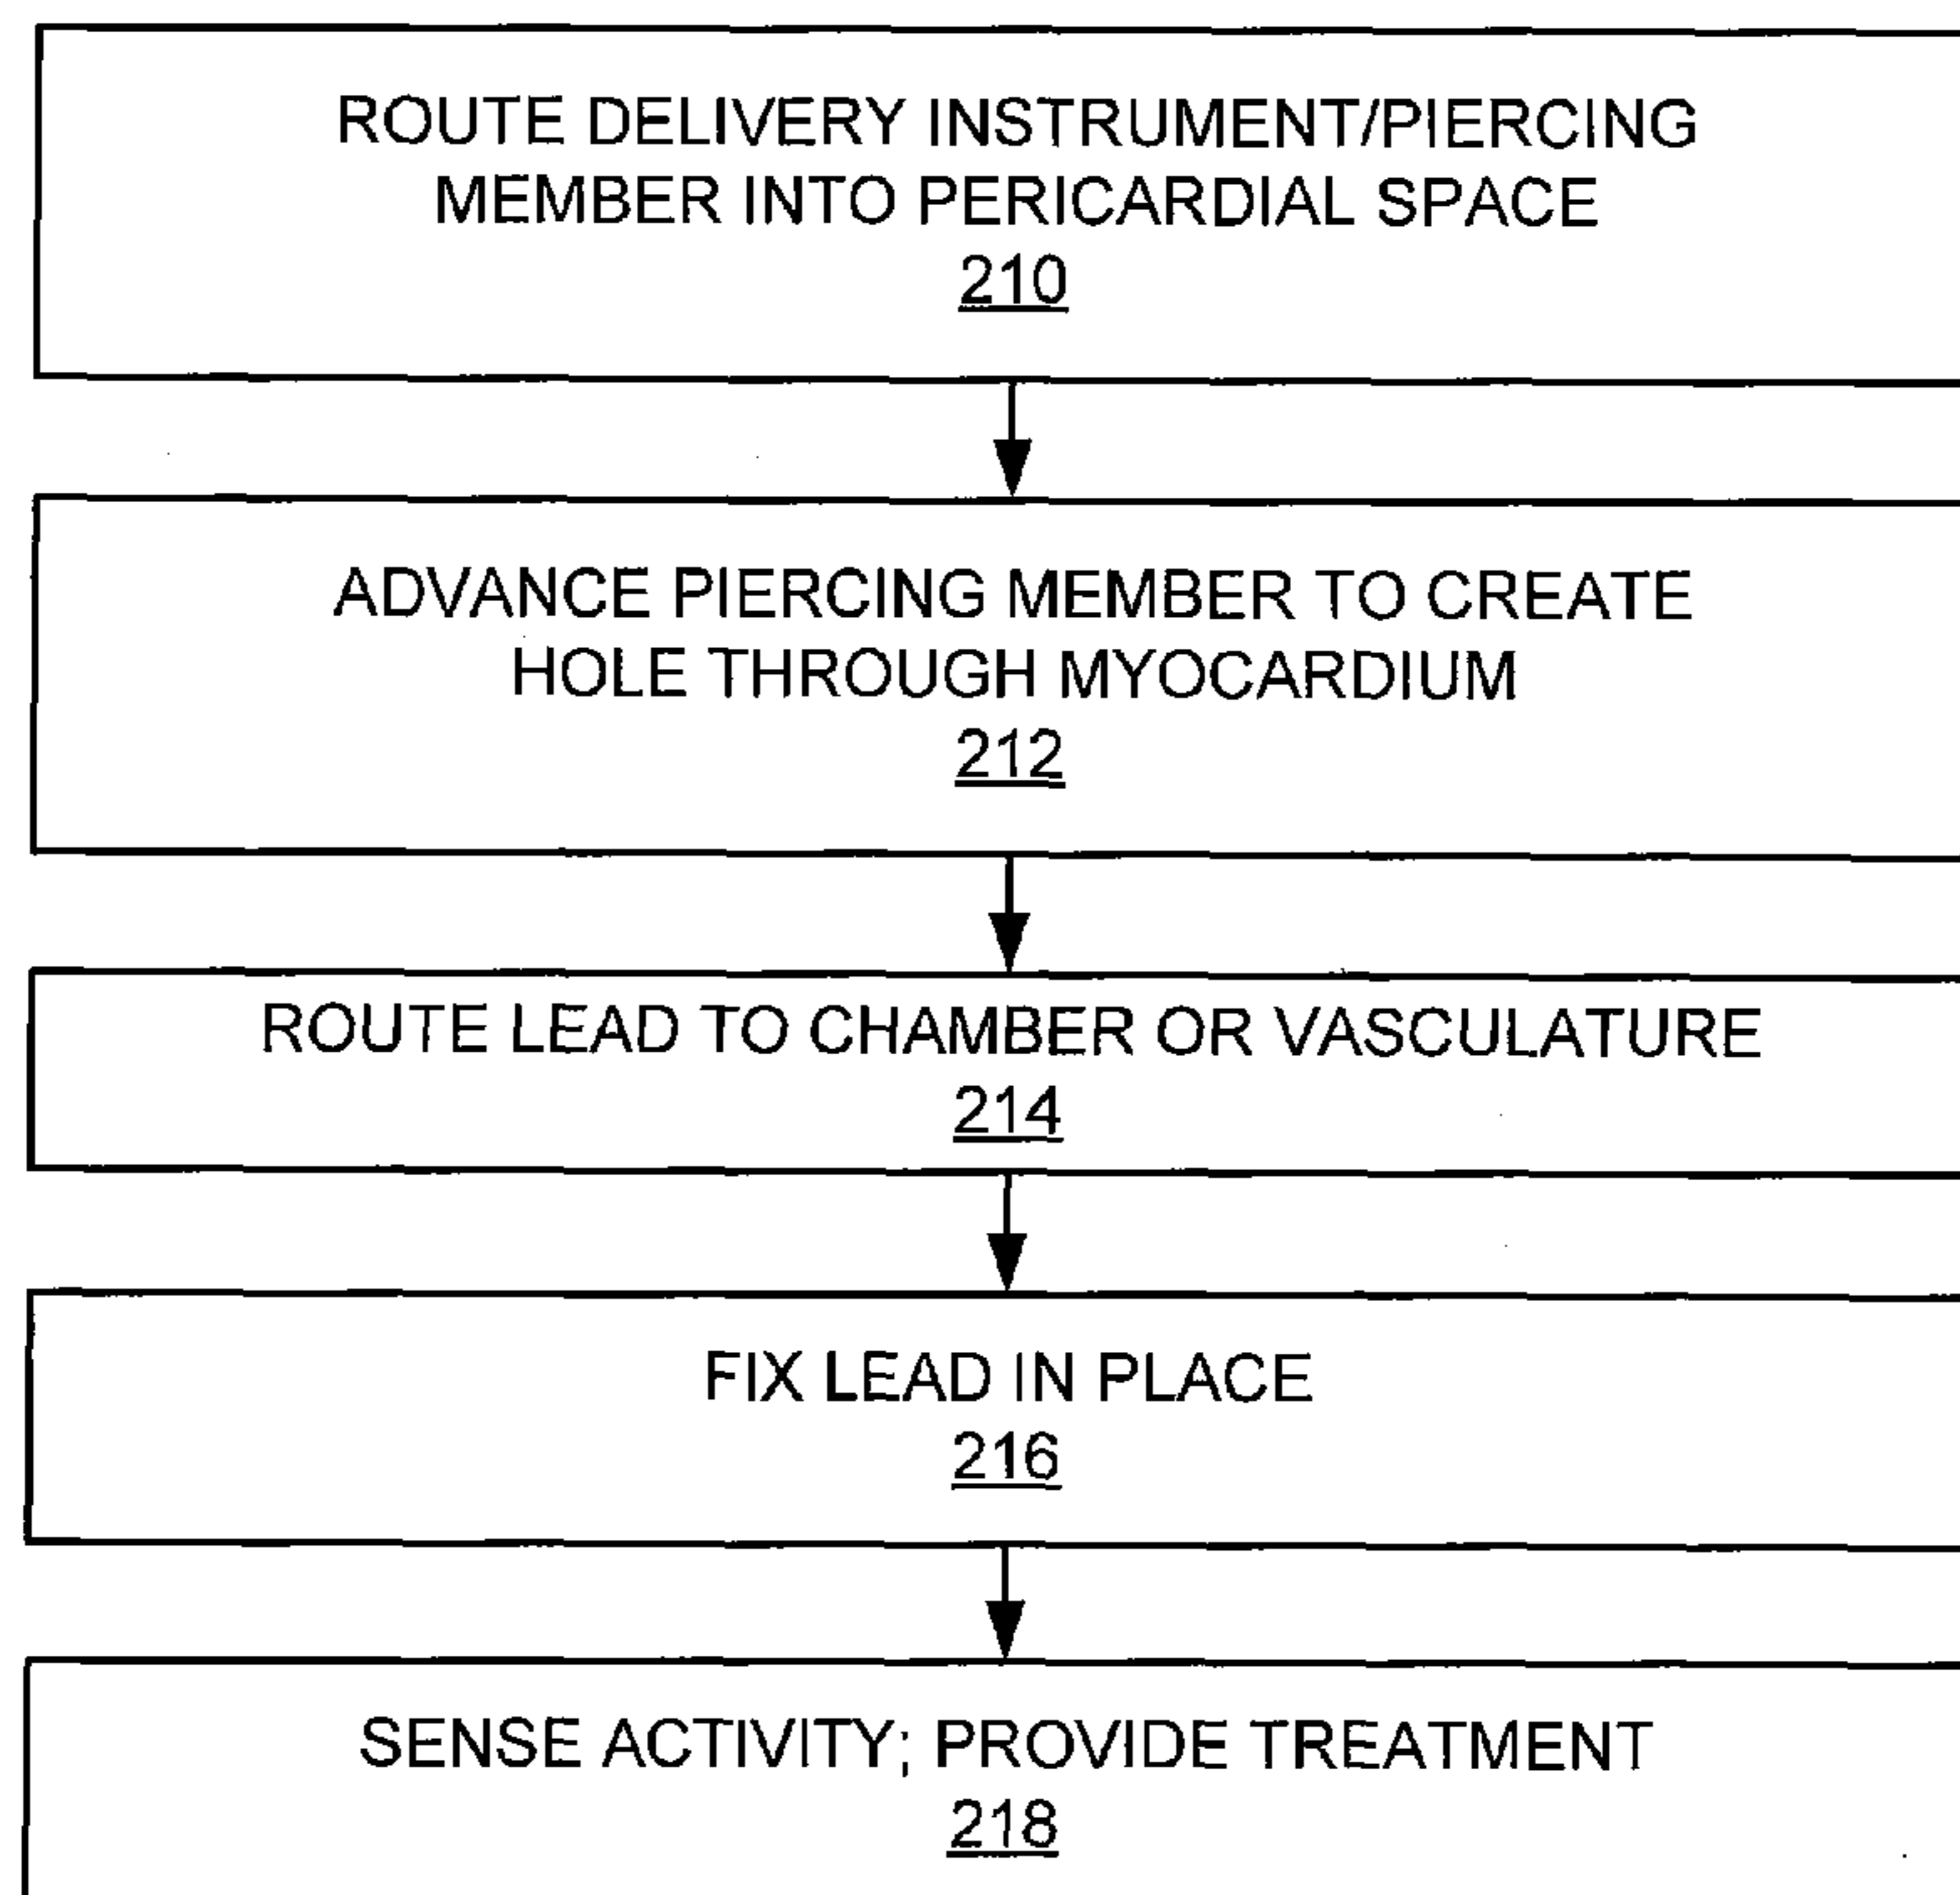 ROUTE DELIVERY INSTRUMENT/PIERCING
MEMBER INTO PERICARDIAL SPACE
210
ADVANCE PIERCING MEMBER TO CREATE
HOLE THROUGH MYOCARDIUM
212
ROUTE LEAD TO CHAMBER OR VASCULATURE
214
FIX LEAD IN PLACE
216
SENSE ACTIVITY; PROVIDE TREATMENT
218